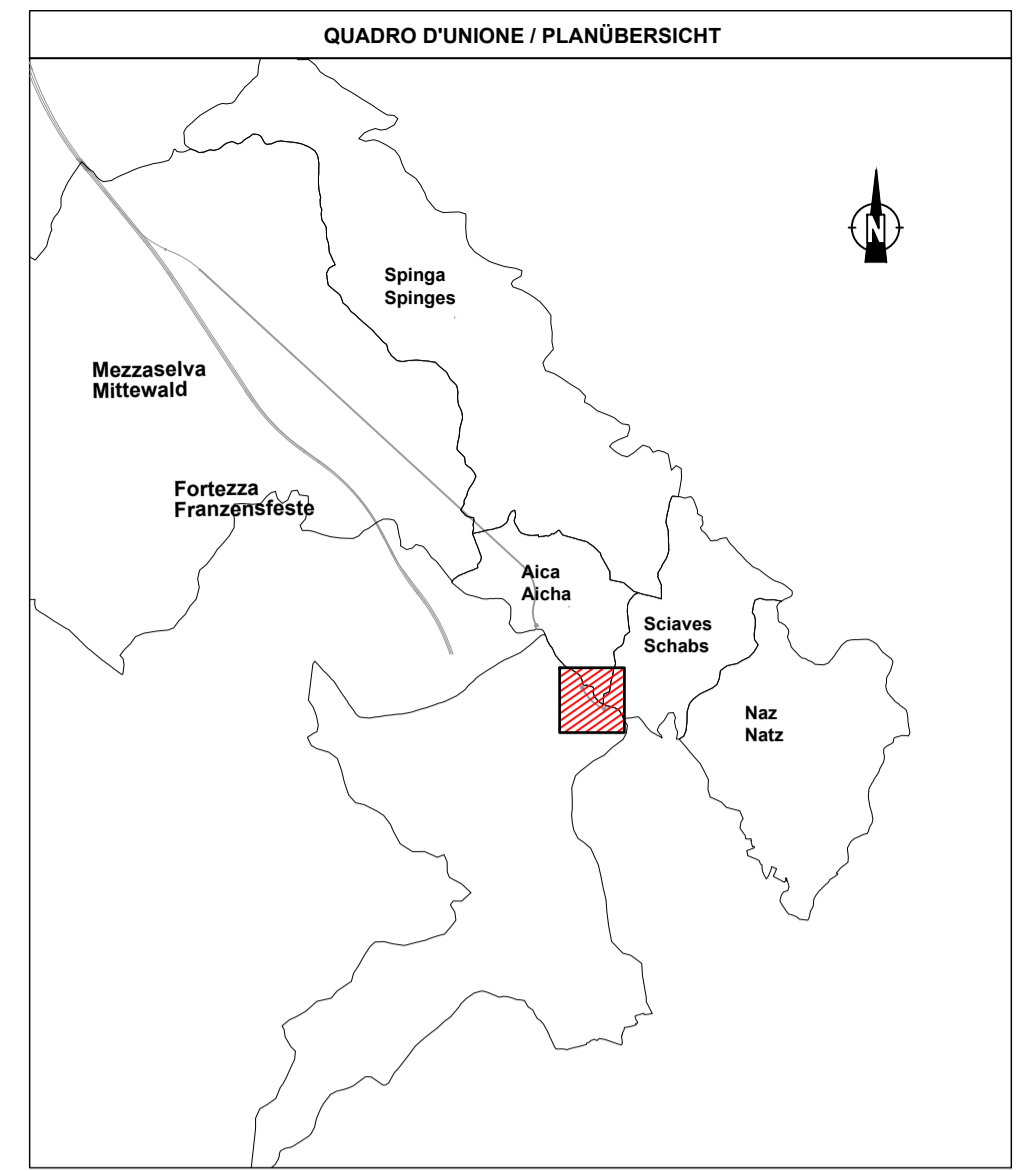 QUADRO D'UNIONE / PLANÜBERSICHT
N
Spinga
Spinges
Mezzaselva
Mittewald
Fortezza
Franzensfeste
Aica
Aicha
Sciaves
Schabs
Naz
Natz